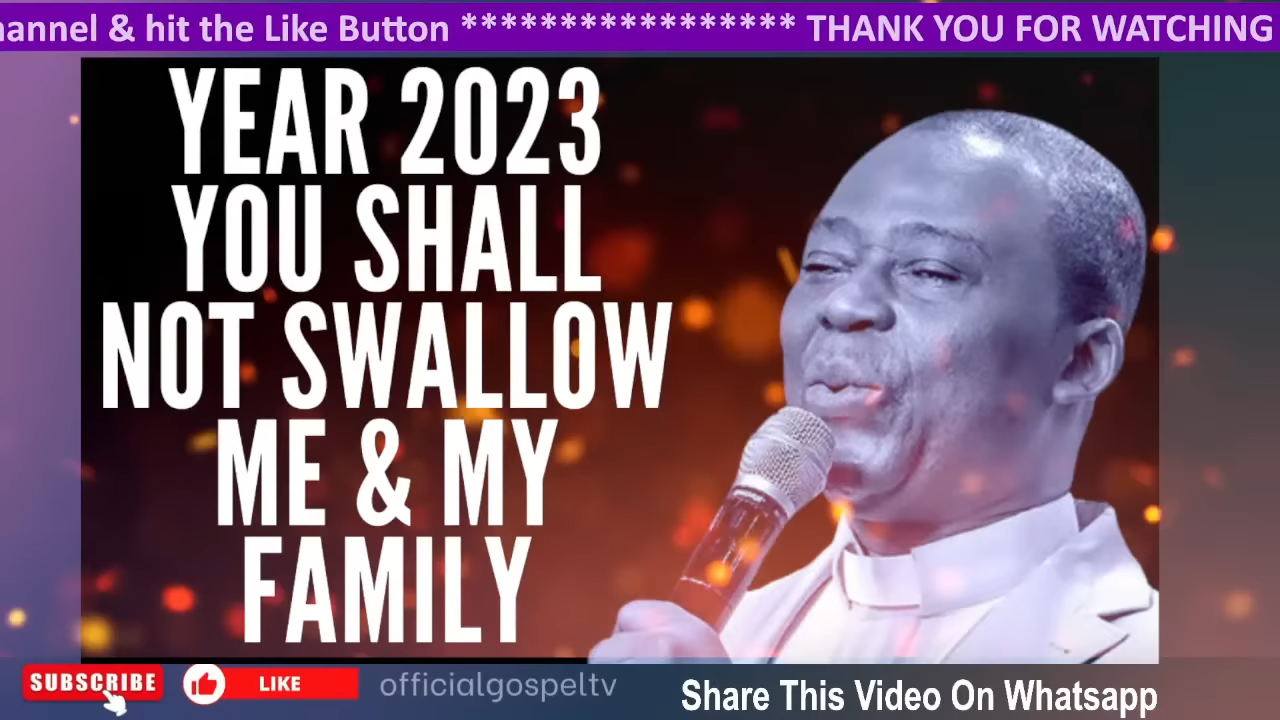 annel & hit the Like Button ***************** THANK YOU FOR WATCHING
YEAR 2023
YOU SHALL
NOT SWALLOW
ME & MY
FAMILY
SUBSCRIBE
LIKE
officialgospeltv
Share This Video On Whatsapp